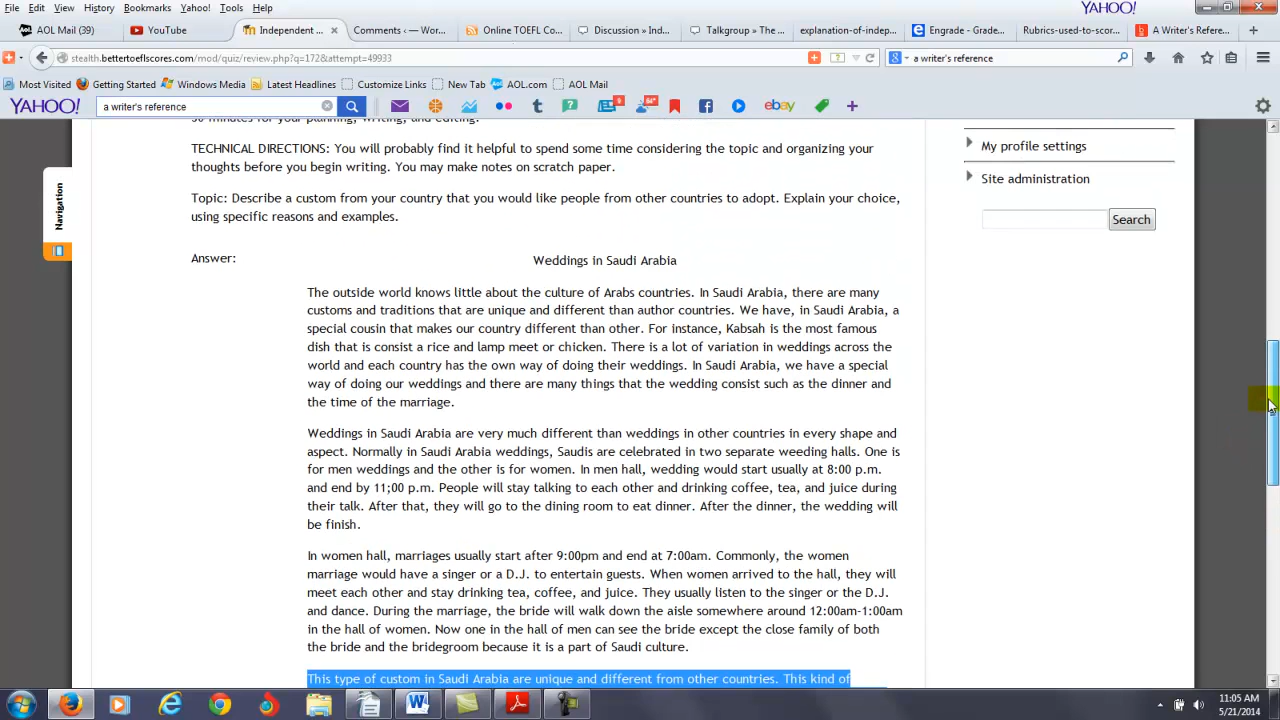 File Edit View History Bookmarks Yahoo! Tools Help
YAHOO!
AOL Mail (39) YouTube Independent Comments ‹ — Wor... Online TOEFL Co... Discussion » Ind... Talkgroup » The ... explanation-of-indep... Engrade - Grade... Rubrics-used-to-scor... A Writer's Refere...
stealth.bettertoeflscores.com/mod/quiz/review.php?q=172&attempt=49933 a writer's reference
Most Visited Getting Started Windows Media Latest Headlines Customize Links New Tab AOL.com AOL Mail
YAHOO! a writer's reference ebay
30 minutes for your planning, writing, and editing.
TECHNICAL DIRECTIONS: You will probably find it helpful to spend some time considering the topic and organizing your
thoughts before you begin writing. You may make notes on scratch paper.
Topic: Describe a custom from your country that you would like people from other countries to adopt. Explain your choice,
using specific reasons and examples.
Answer:
Weddings in Saudi Arabia
The outside world knows little about the culture of Arabs countries. In Saudi Arabia, there are many
customs and traditions that are unique and different than author countries. We have, in Saudi Arabia, a
special cousin that makes our country different than other. For instance, Kabsah is the most famous
dish that is consist a rice and lamp meet or chicken. There is a lot of variation in weddings across the
world and each country has the own way of doing their weddings. In Saudi Arabia, we have a special
way of doing our weddings and there are many things that the wedding consist such as the dinner and
the time of the marriage.
Weddings in Saudi Arabia are very much different than weddings in other countries in every shape and
aspect. Normally in Saudi Arabia weddings, Saudis are celebrated in two separate weeding halls. One is
for men weddings and the other is for women. In men hall, wedding would start usually at 8:00 p.m.
and end by 11;00 p.m. People will stay talking to each other and drinking coffee, tea, and juice during
their talk. After that, they will go to the dining room to eat dinner. After the dinner, the wedding will
be finish.
In women hall, marriages usually start after 9:00pm and end at 7:00am. Commonly, the women
marriage would have a singer or a D.J. to entertain guests. When women arrived to the hall, they will
meet each other and stay drinking tea, coffee, and juice. They usually listen to the singer or the D.J.
and dance. During the marriage, the bride will walk down the aisle somewhere around 12:00am-1:00am
in the hall of women. Now one in the hall of men can see the bride except the close family of both
the bride and the bridegroom because it is a part of Saudi culture.
This type of custom in Saudi Arabia are unique and different from other countries. This kind of
My profile settings
Site administration
Search
Navigation
11:05 AM
5/21/2014